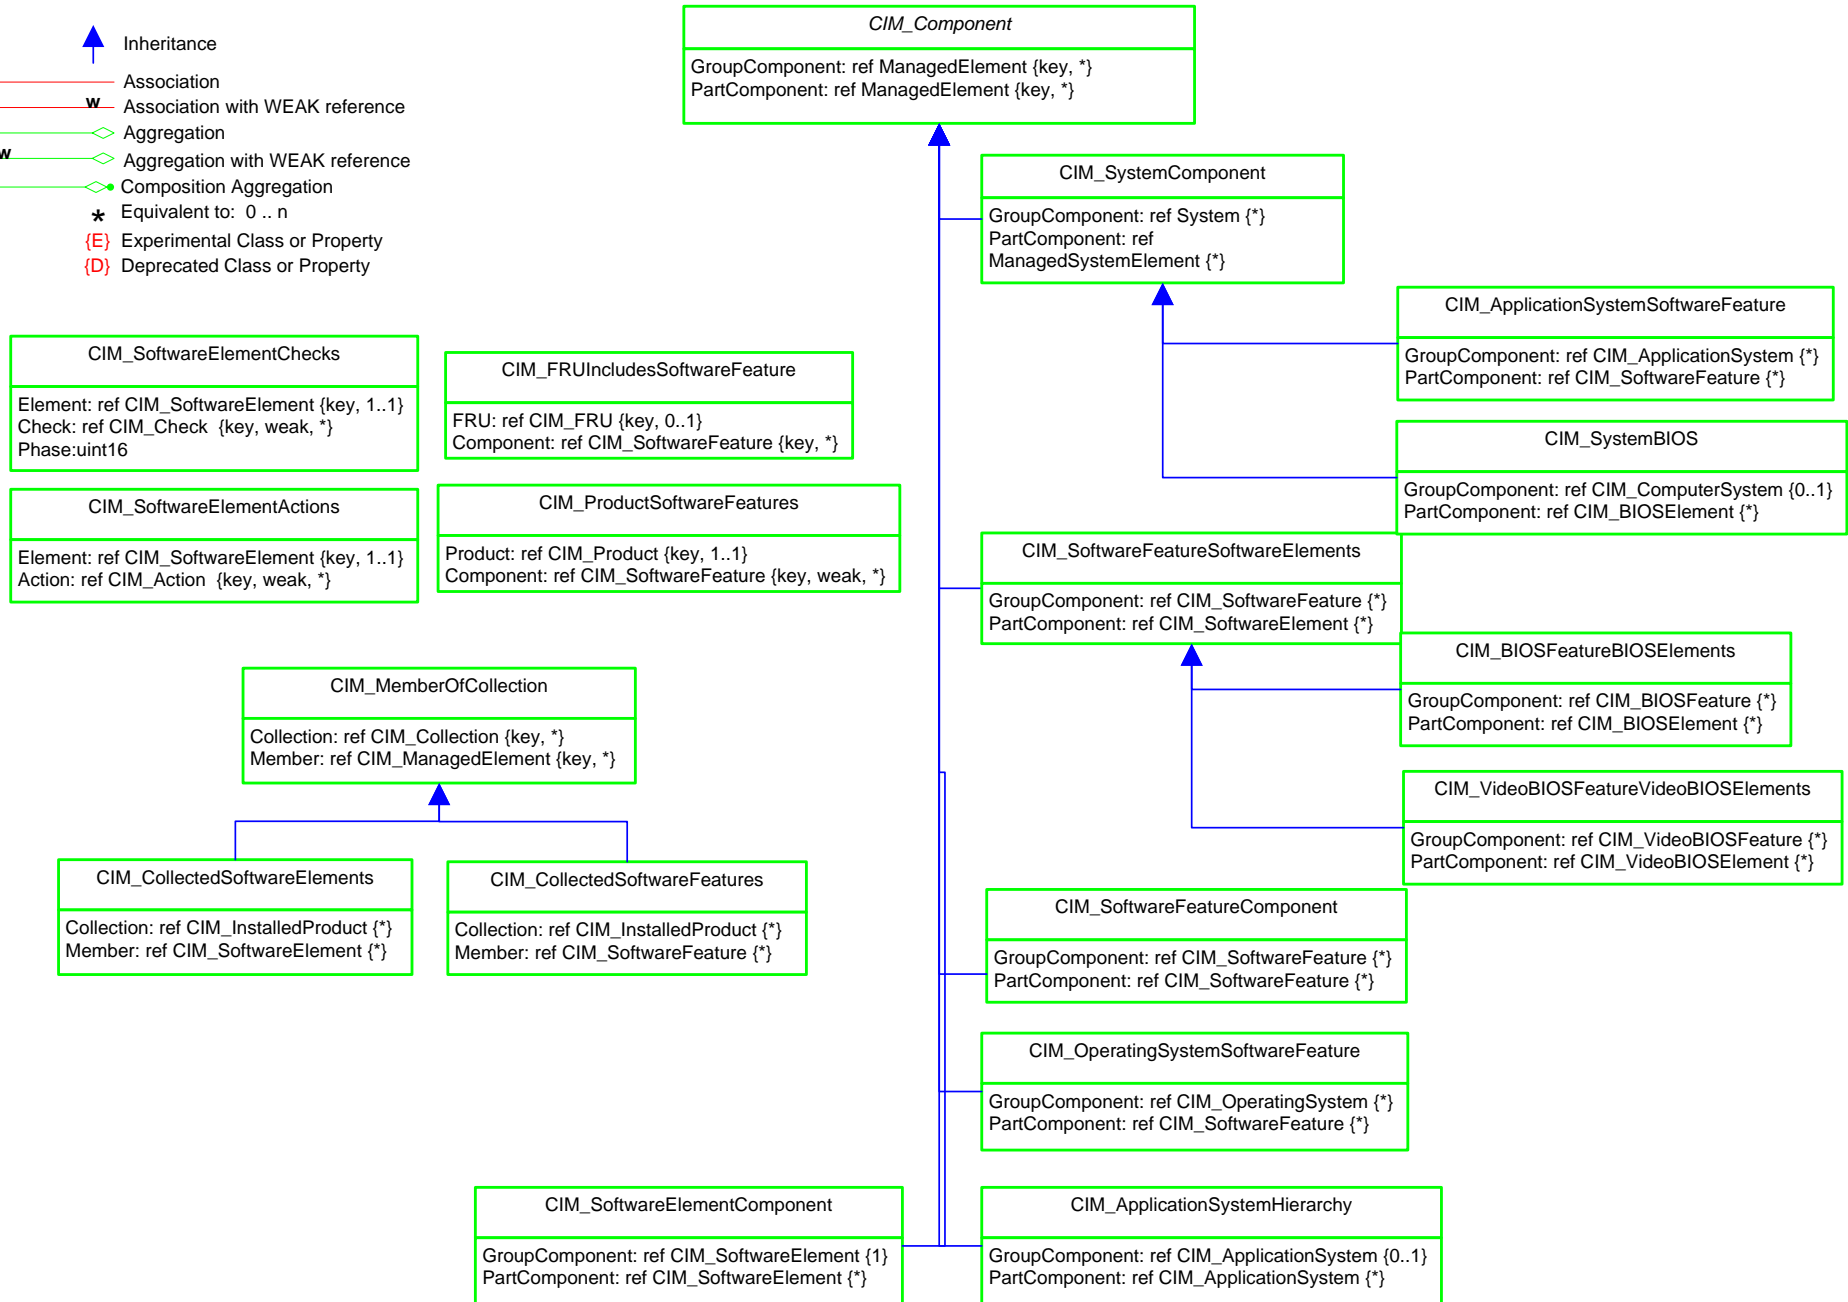 Inheritance
Association
w
Association with WEAK reference
Aggregation
w
Aggregation with WEAK reference
Composition Aggregation
* Equivalent to: 0 .. n
{E} Experimental Class or Property
{D} Deprecated Class or Property
CIM_Component
GroupComponent: ref ManagedElement {key, *}
PartComponent: ref ManagedElement {key, *}
CIM_SystemComponent
GroupComponent: ref System {*}
PartComponent: ref
ManagedSystemElement {*}
CIM_ApplicationSystemSoftwareFeature
GroupComponent: ref CIM_ApplicationSystem {*}
PartComponent: ref CIM_SoftwareFeature {*}
CIM_SystemBIOS
GroupComponent: ref CIM_ComputerSystem {0..1}
PartComponent: ref CIM_BIOSElement {*}
CIM_SoftwareElementChecks
Element: ref CIM_SoftwareElement {key, 1..1}
Check: ref CIM_Check {key, weak, *}
Phase:uint16
CIM_FRUIncludesSoftwareFeature
FRU: ref CIM_FRU {key, 0..1}
Component: ref CIM_SoftwareFeature {key, *}
CIM_SoftwareElementActions
Element: ref CIM_SoftwareElement {key, 1..1}
Action: ref CIM_Action {key, weak, *}
CIM_ProductSoftwareFeatures
Product: ref CIM_Product {key, 1..1}
Component: ref CIM_SoftwareFeature {key, weak, *}
CIM_SoftwareFeatureSoftwareElements
GroupComponent: ref CIM_SoftwareFeature {*}
PartComponent: ref CIM_SoftwareElement {*}
CIM_BIOSFeatureBIOSElements
GroupComponent: ref CIM_BIOSFeature {*}
PartComponent: ref CIM_BIOSElement {*}
CIM_VideoBIOSFeatureVideoBIOSElements
GroupComponent: ref CIM_VideoBIOSFeature {*}
PartComponent: ref CIM_VideoBIOSElement {*}
CIM_MemberOfCollection
Collection: ref CIM_Collection {key, *}
Member: ref CIM_ManagedElement {key, *}
CIM_CollectedSoftwareElements
Collection: ref CIM_InstalledProduct {*}
Member: ref CIM_SoftwareElement {*}
CIM_CollectedSoftwareFeatures
Collection: ref CIM_InstalledProduct {*}
Member: ref CIM_SoftwareFeature {*}
CIM_SoftwareFeatureComponent
GroupComponent: ref CIM_SoftwareFeature {*}
PartComponent: ref CIM_SoftwareFeature {*}
CIM_OperatingSystemSoftwareFeature
GroupComponent: ref CIM_OperatingSystem {*}
PartComponent: ref CIM_SoftwareFeature {*}
CIM_SoftwareElementComponent
GroupComponent: ref CIM_SoftwareElement {1}
PartComponent: ref CIM_SoftwareElement {*}
CIM_ApplicationSystemHierarchy
GroupComponent: ref CIM_ApplicationSystem {0..1}
PartComponent: ref CIM_ApplicationSystem {*}